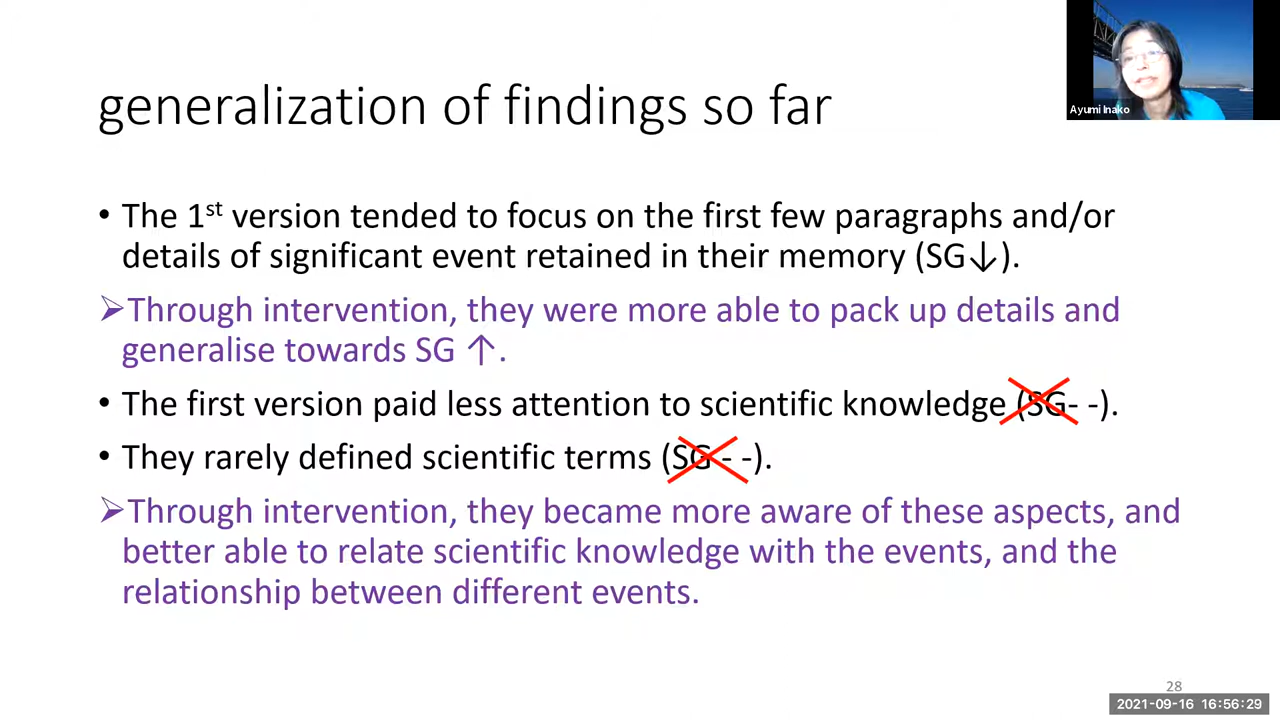 Ayumi Inako
generalization of findings so far
• The 1st version tended to focus on the first few paragraphs and/or
details of significant event retained in their memory (SG↓).
➢Through intervention, they were more able to pack up details and
generalise towards SG ↑.
• The first version paid less attention to scientific knowledge (SG- -).
• They rarely defined scientific terms (SG - -).
➢Through intervention, they became more aware of these aspects, and
better able to relate scientific knowledge with the events, and the
relationship between different events.
28
2021-09-16 16:56:29